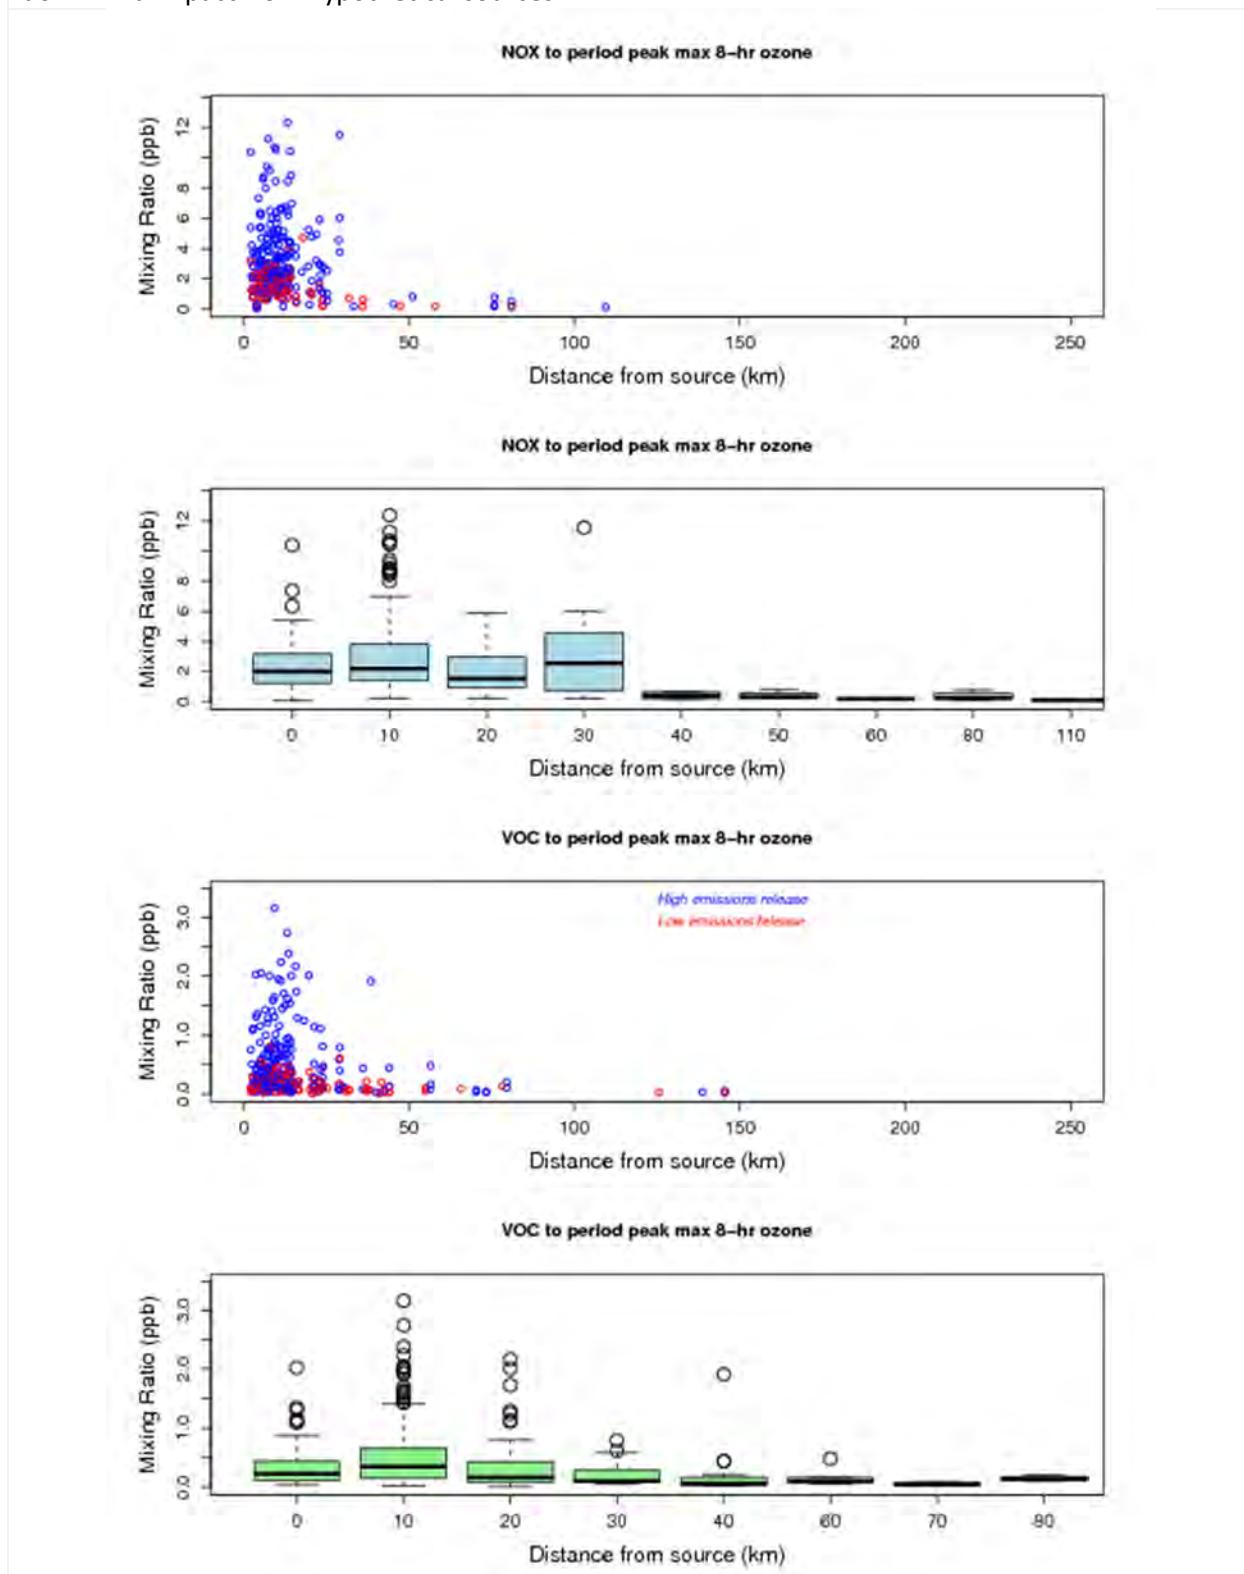 NOX to period peak max 8-hr ozone
Mixing Ratio (ppb)
12
8
6
4
2
0
0 50 100 150 200 250
Distance from source (km)
NOX to period peak max 8-hr ozone
Mixing Ratio (ppb)
12
8
6
4
2
0
0 10 20 30 40 50 60 80 110
Distance from source (km)
VOC to period peak max 8-hr ozone
High emissions release
Low emissions release
Mixing Ratio (ppb)
3.0
2.0
1.0
0.0
0 50 100 150 200 250
Distance from source (km)
VOC to period peak max 8-hr ozone
Mixing Ratio (ppb)
3.0
2.0
1.0
0.0
0 10 20 30 40 60 70 80
Distance from source (km)